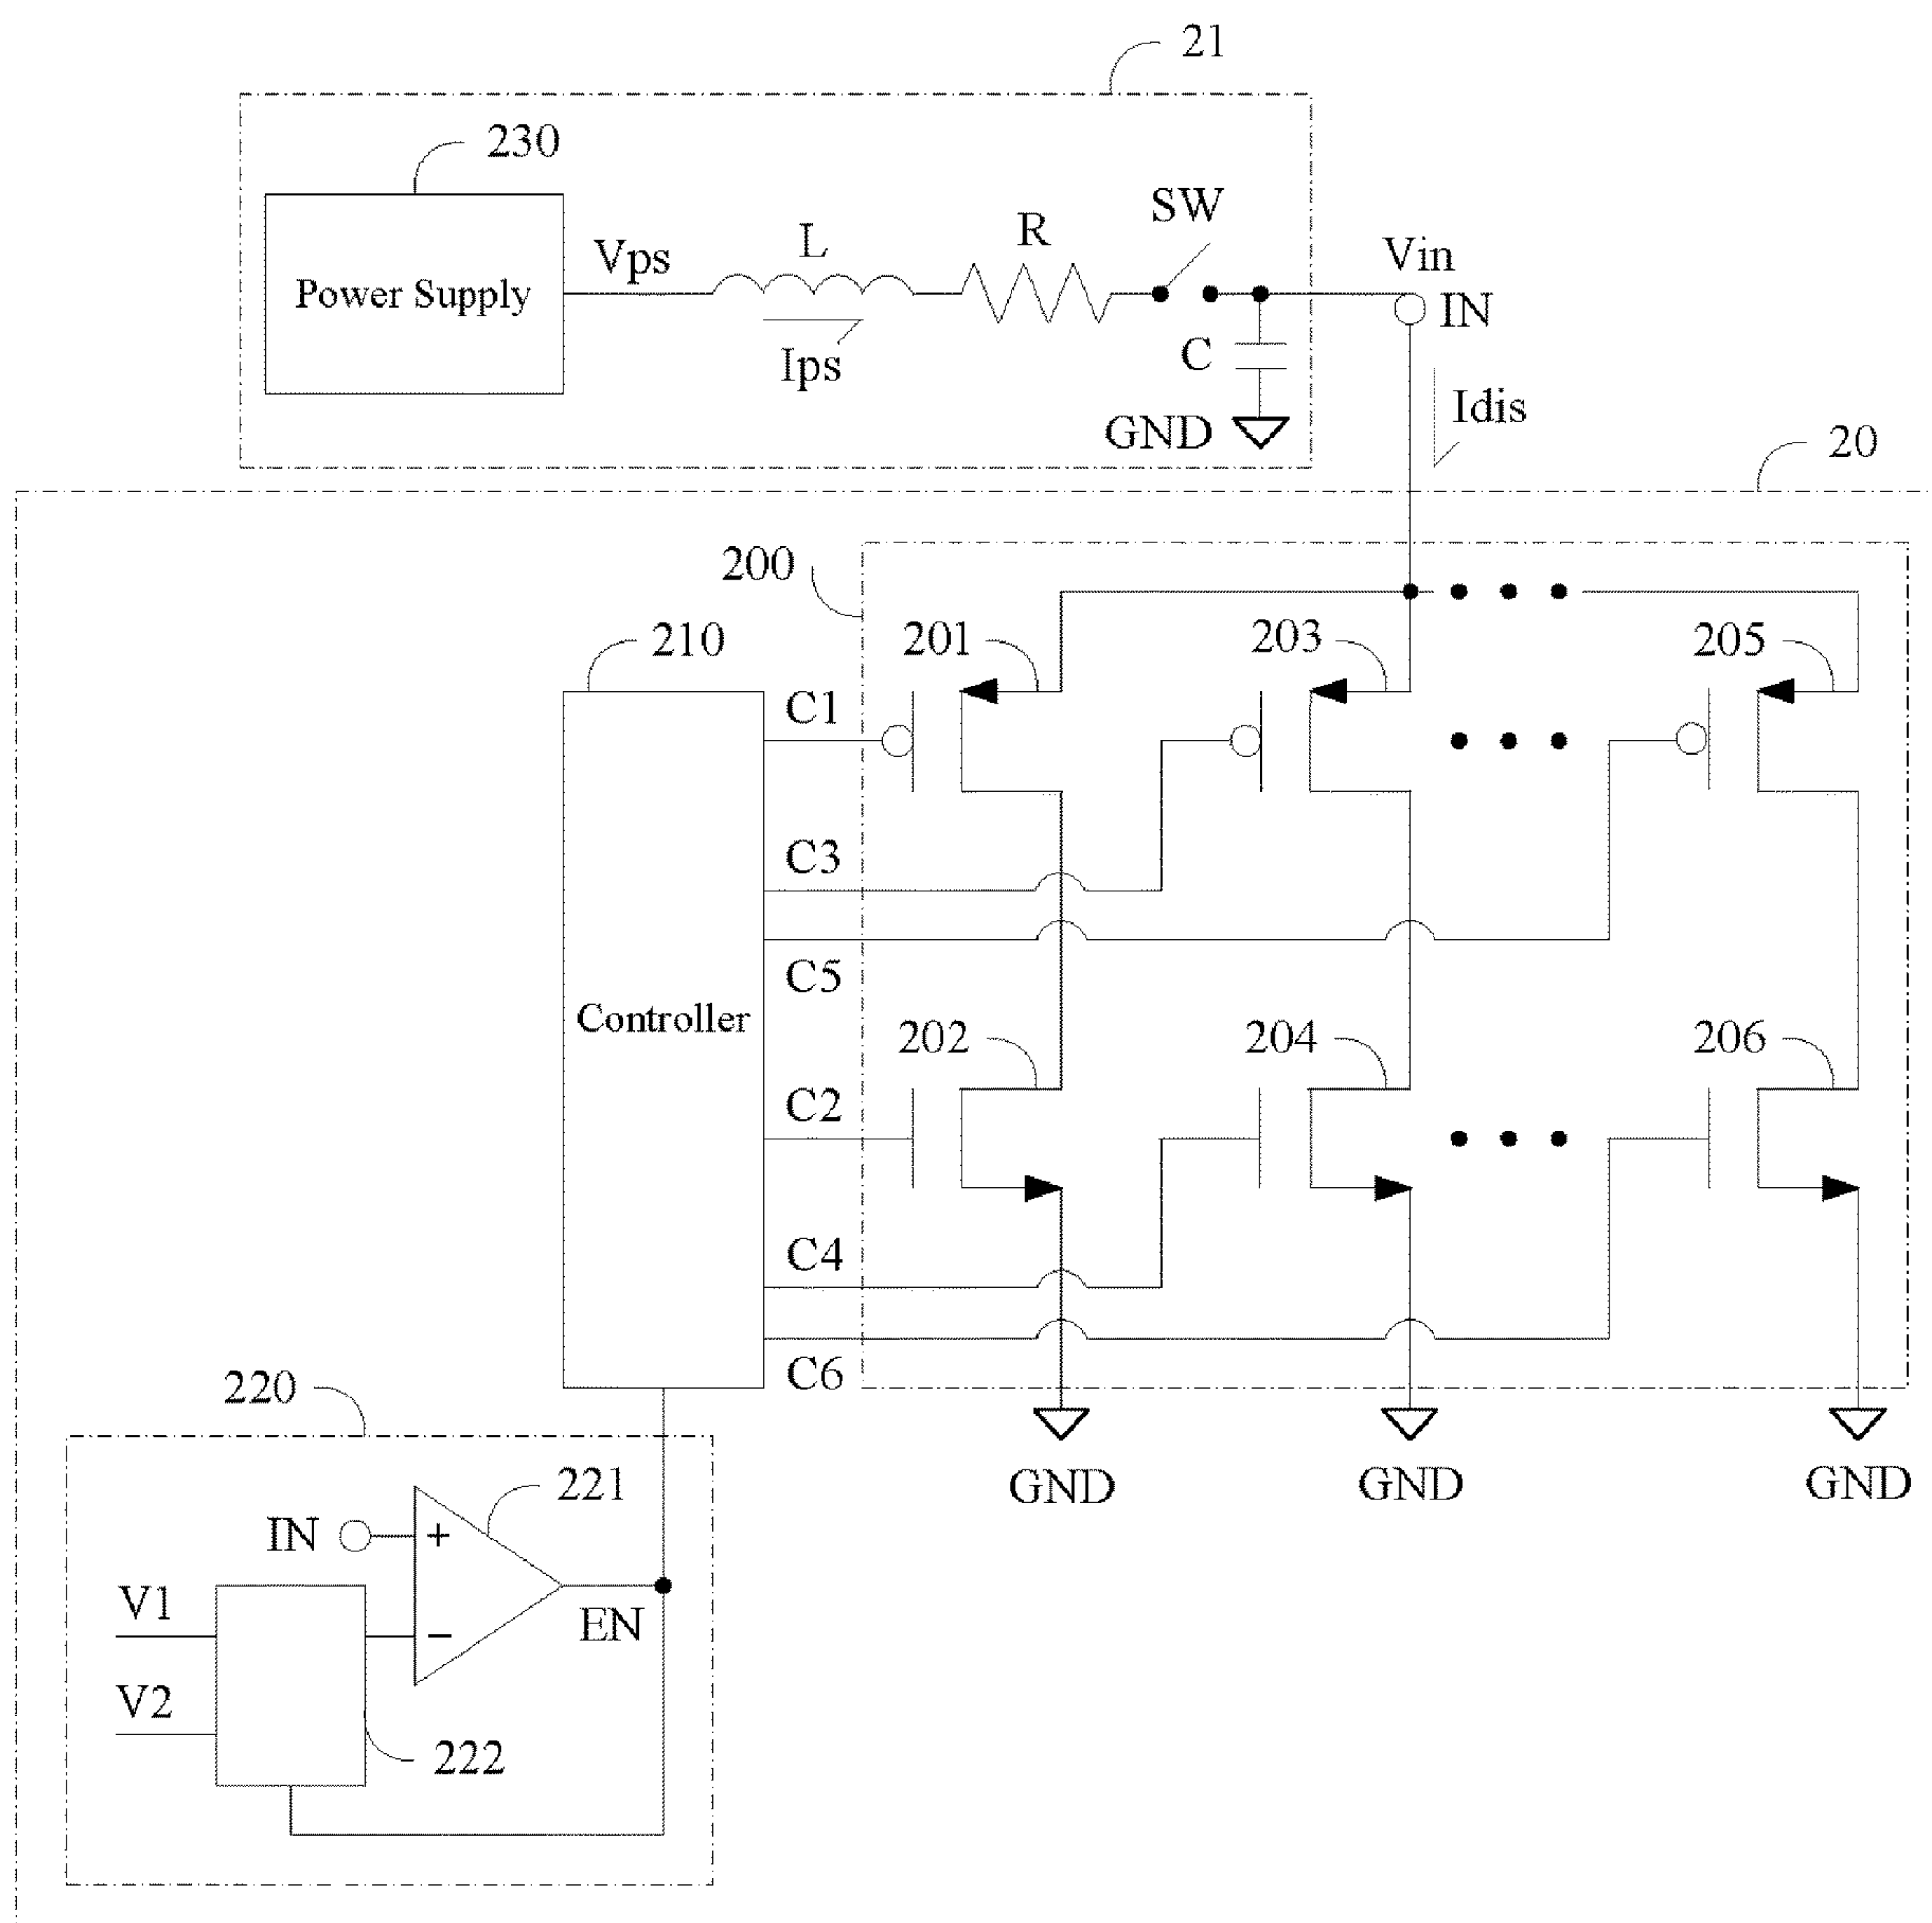 21
230
Power Supply
Vps
L
Ips
R
SW
C
GND
Vin
IN
Idis
20
200
210
201
203
205
C1
C3
C5
Controller
202
204
206
C2
C4
C6
GND
GND
GND
220
221
IN
+
V1
−
EN
V2
222